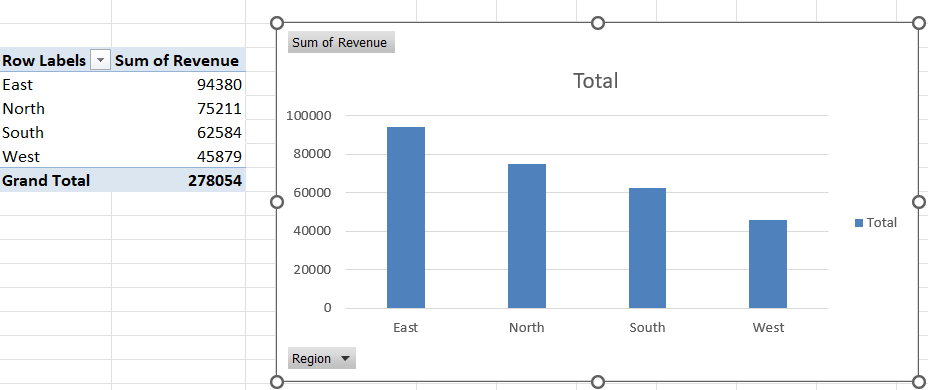 Row Labels Sum of Revenue
East 94380
North 75211
South 62584
West 45879
Grand Total 278054
Sum of Revenue
Total
100000
80000
60000
40000
20000
0
East North South West
Total
Region